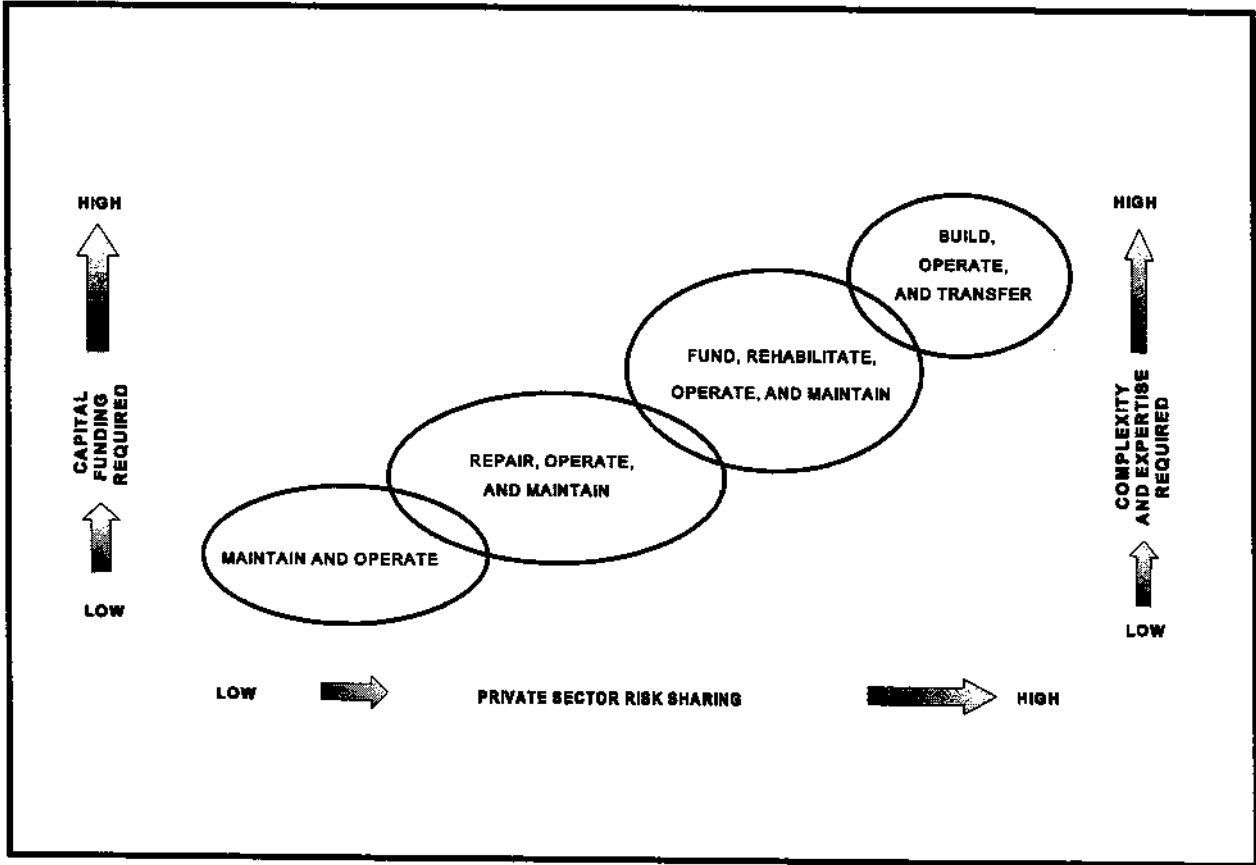 HIGH
CAPITAL
FUNDING
REQUIRED
LOW
BUILD,
OPERATE,
AND TRANSFER
FUND, REHABILITATE,
OPERATE, AND MAINTAIN
REPAIR, OPERATE,
AND MAINTAIN
MAINTAIN AND OPERATE
HIGH
COMPLEXITY
AND EXPERTISE
REQUIRED
LOW
LOW
PRIVATE SECTOR RISK SHARING
HIGH